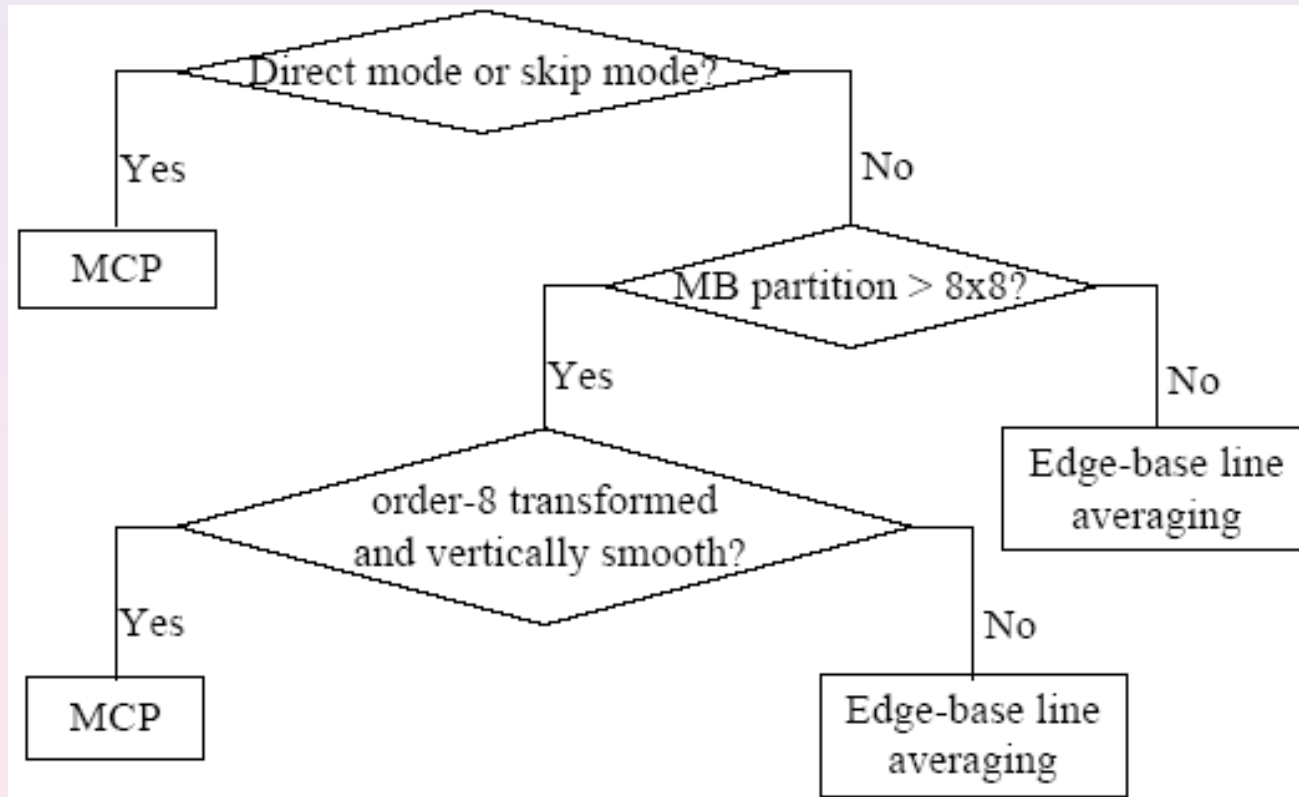 Direct mode or skip mode?
Yes
No
MCP
MB partition > 8x8?
Yes
No
Edge-base line
averaging
order-8 transformed
and vertically smooth?
Yes
No
MCP
Edge-base line
averaging